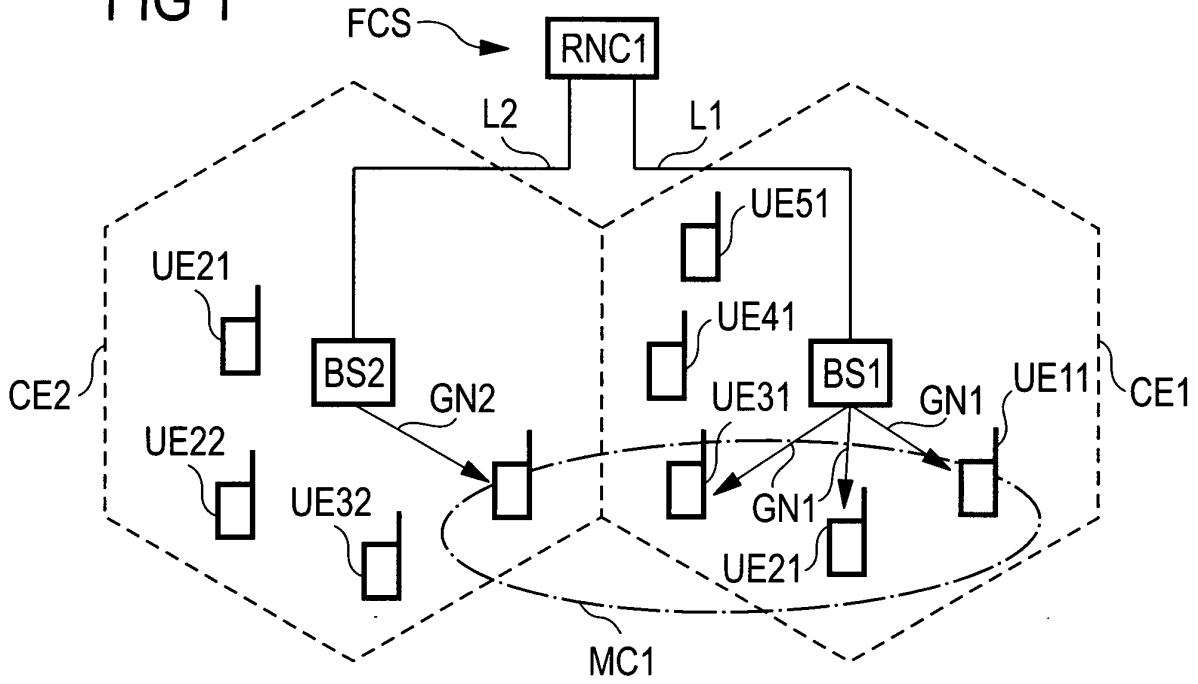 FIG 1
FCS
RNC1
L2
L1
UE51
UE21
UE41
CE2
BS2
BS1
UE11
CE1
GN2
UE31
GN1
UE22
UE32
GN1
UE21
MC1